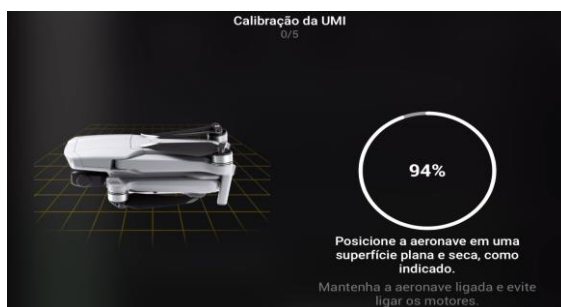 Calibração da UMI
0/5
94%
Posicione a aeronave em uma
superfície plana e seca, como
indicado.
Mantenha a aeronave ligada e evite
ligar os motores.